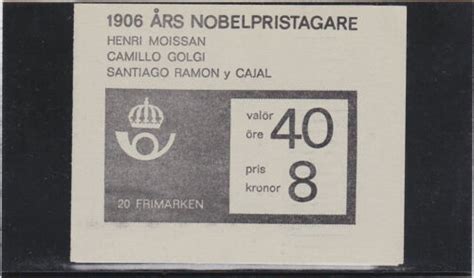 1906 ÅRS NOBELPRISTAGARE
HENRI MOISSAN
CAMILLO GOLGI
SANTIAGO RAMON y CAJAL
valör
öre 40
pris
kronor 8
20 FRIMÄRKEN